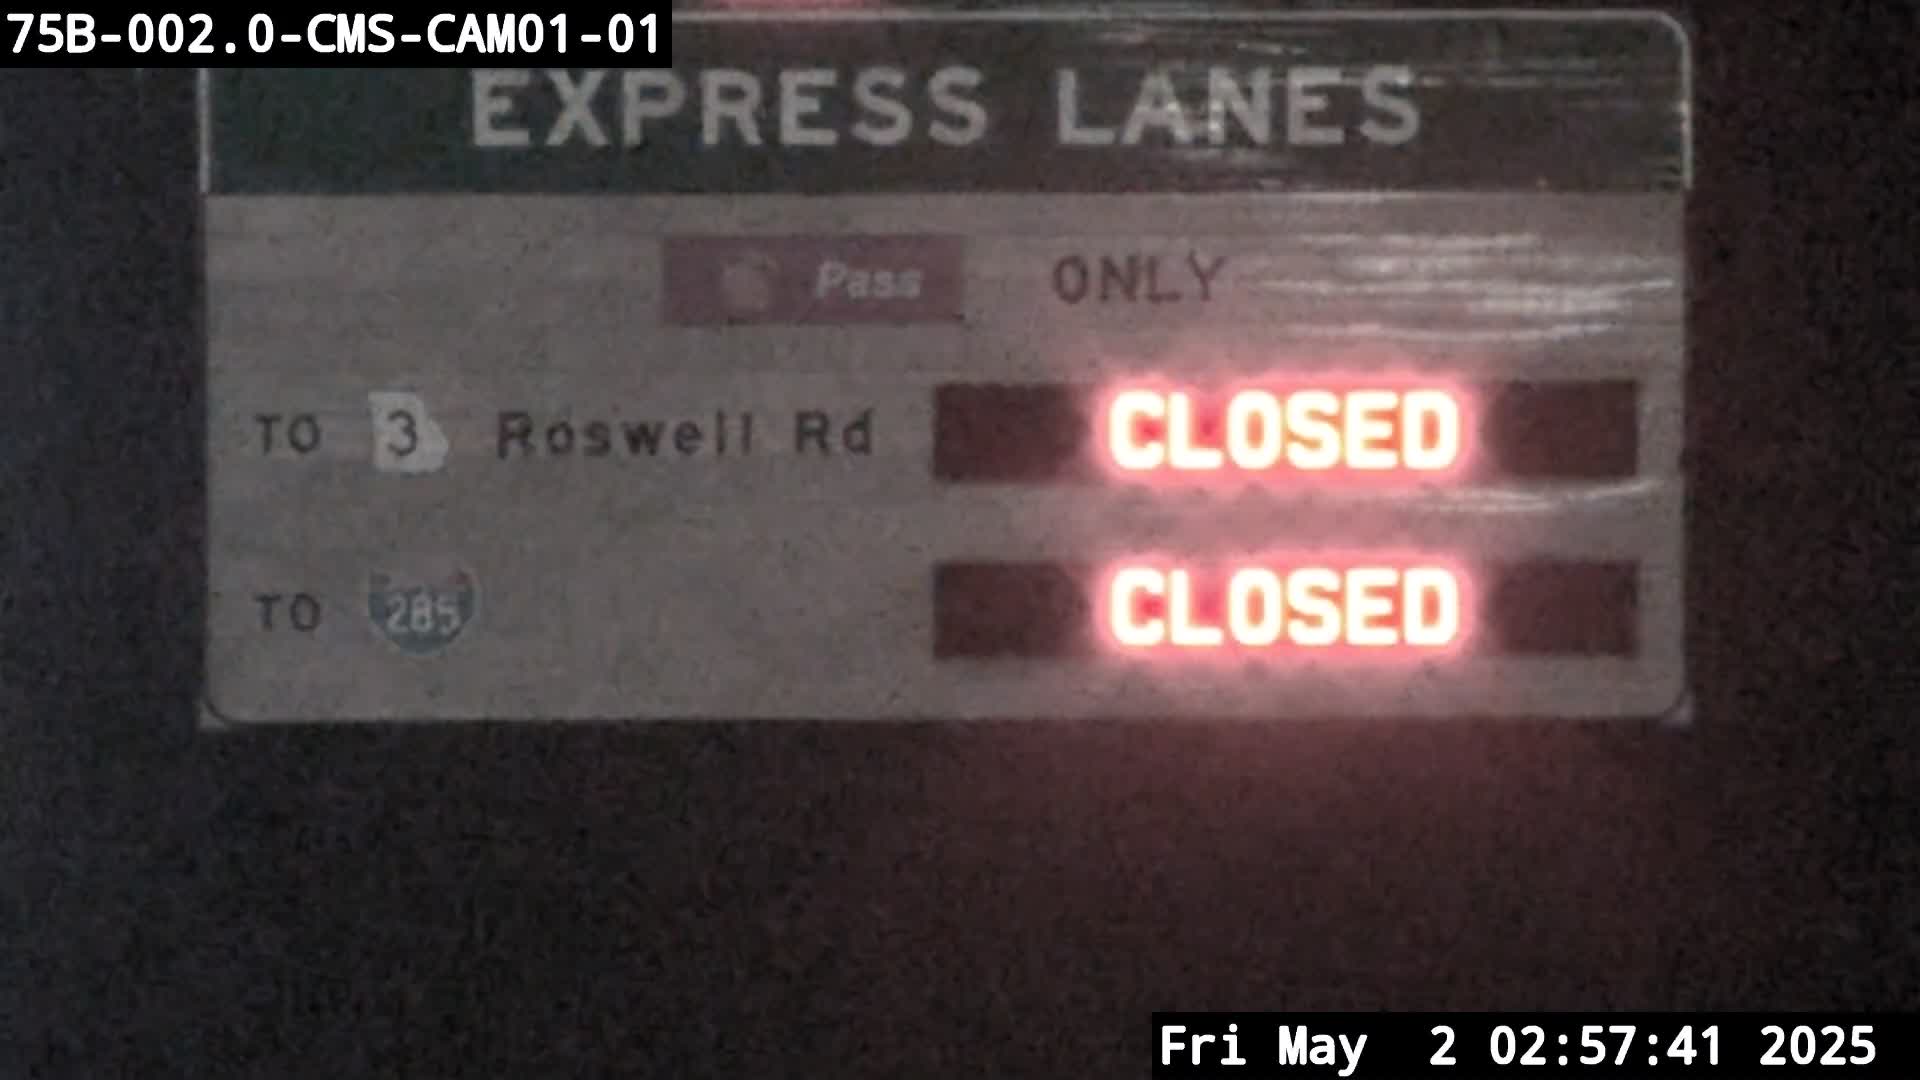 75B-002.0-CMS-CAM01-01
EXPRESS LANES
Pass ONLY
TO 3 Roswell Rd CLOSED
TO 285 CLOSED
Fri May 2 02:57:41 2025